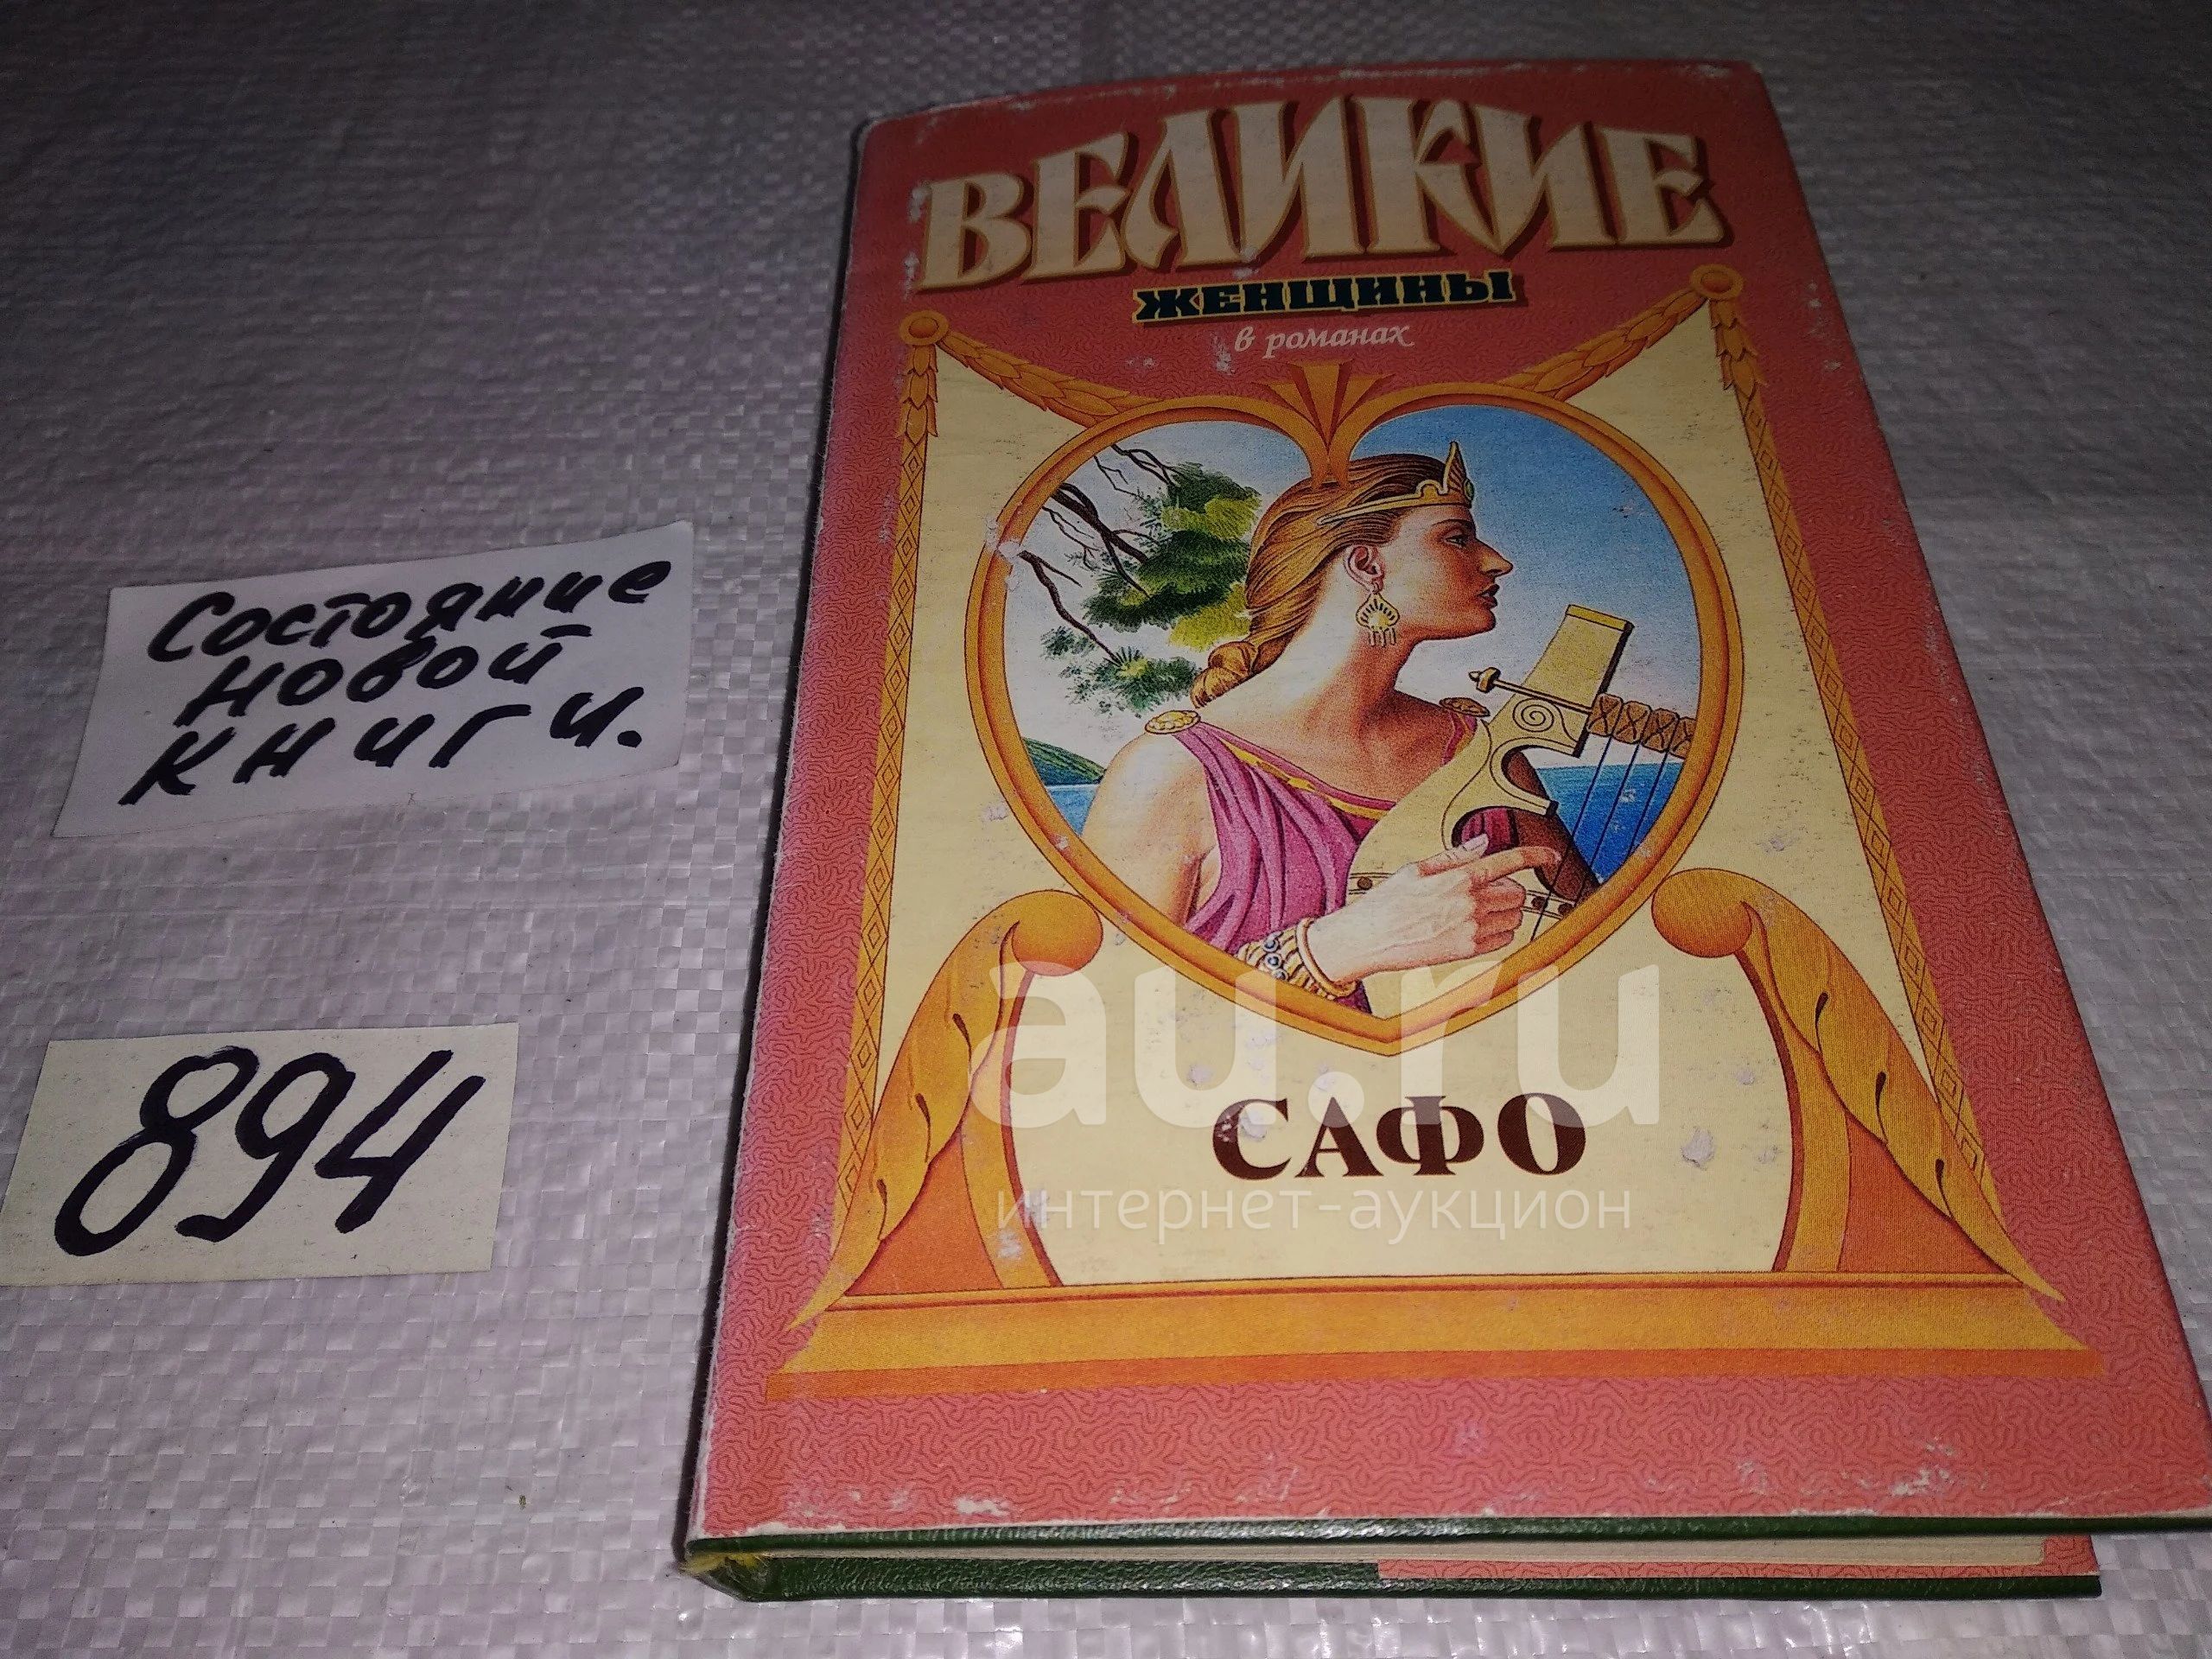 ВЕЛИКИЕ
ЖЕНЩИНЫ
в романах
Состояние
новой
книги.
894
au.ru
САФО
интернет-аукцион